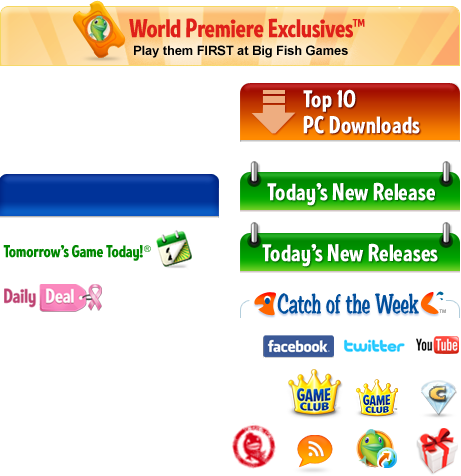 World Premiere Exclusives™
Play them FIRST at Big Fish Games
Top 10
PC Downloads
Today's New Release
Tomorrow's Game Today!®
Today's New Releases
Daily Deal
Catch of the Week™
facebook
twitter
YouTube
GAME
CLUB
GAME
CLUB
C